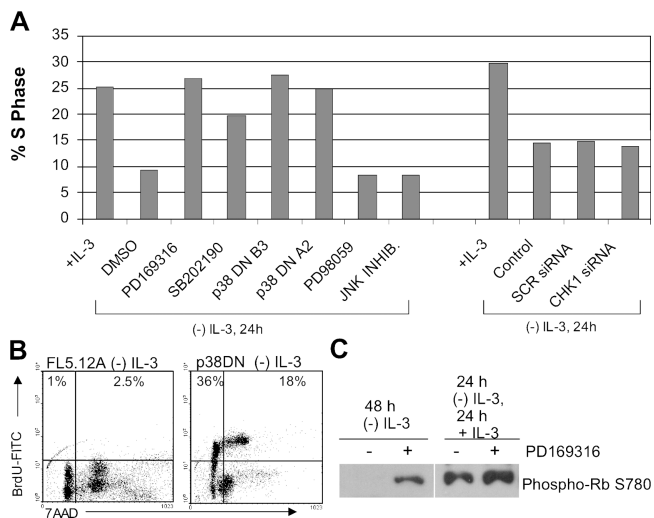 A
% S Phase
35
30
25
20
15
10
5
0
+IL-3
DMSO
PD169316
SB202190
p38 DN B3
p38 DN A2
PD98059
JNK INHIB.
+IL-3
Control
SCR siRNA
CHK1 siRNA
(-) IL-3, 24h
(-) IL-3, 24h
B
FL5.12A (-) IL-3
p38DN (-) IL-3
1%
2.5%
36%
18%
BrdU-FITC
7AAD
1023
1023
C
48 h
(-) IL-3
24 h
(-) IL-3,
24 h
+ IL-3
- + - + PD169316
Phospho-Rb S780